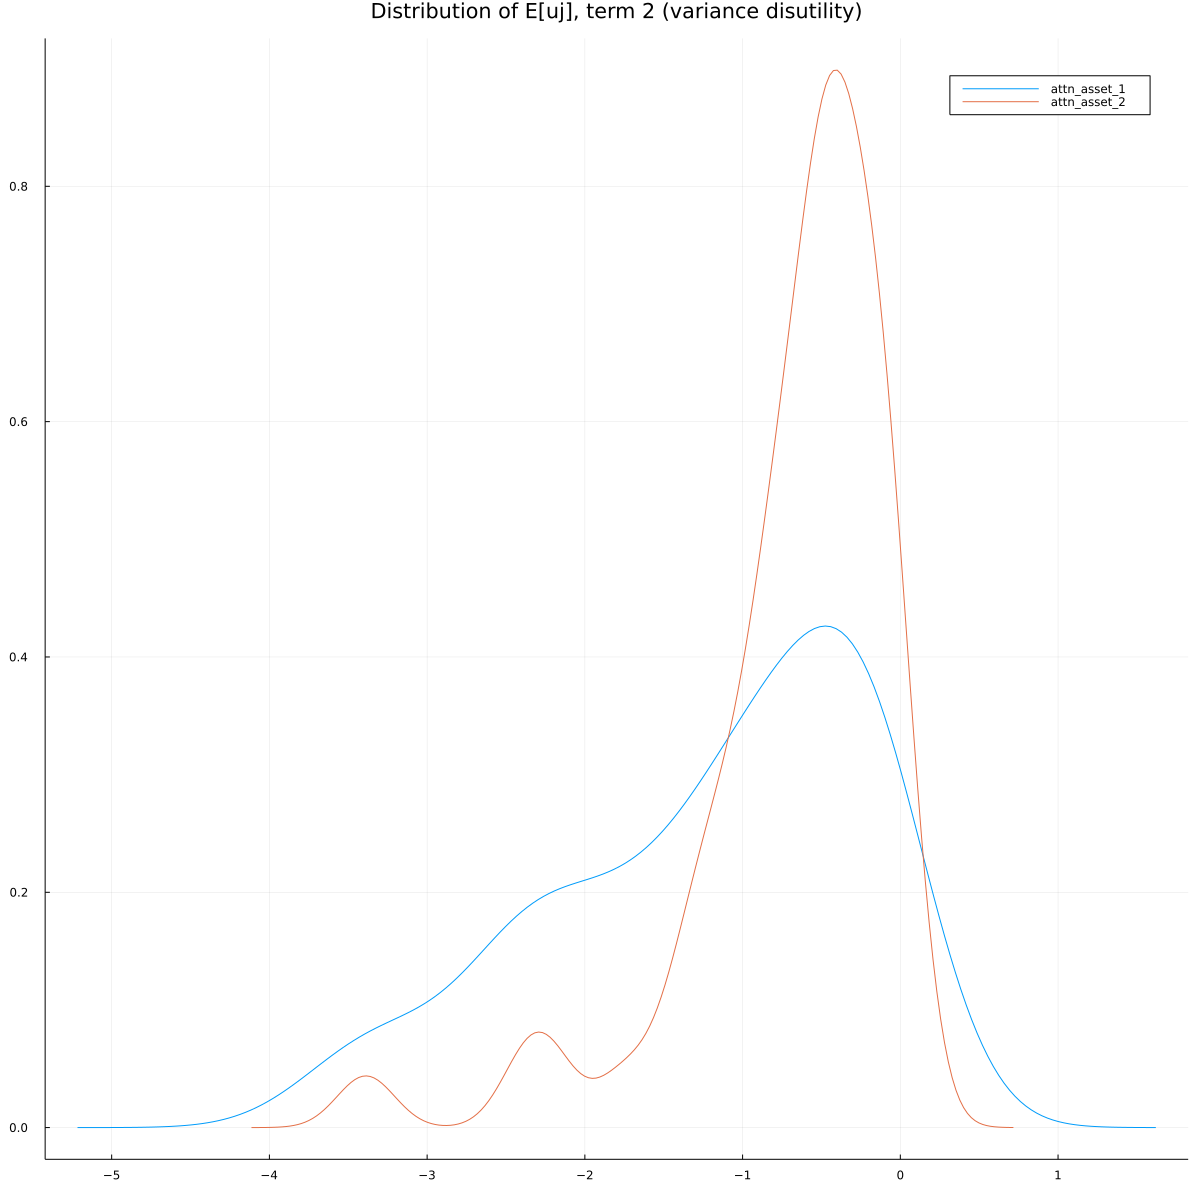 Distribution of E[uj], term 2 (variance disutility)
attn_asset_1
attn_asset_2
0.8
0.6
0.4
0.2
0.0
−5 −4 −3 −2 −1 0 1